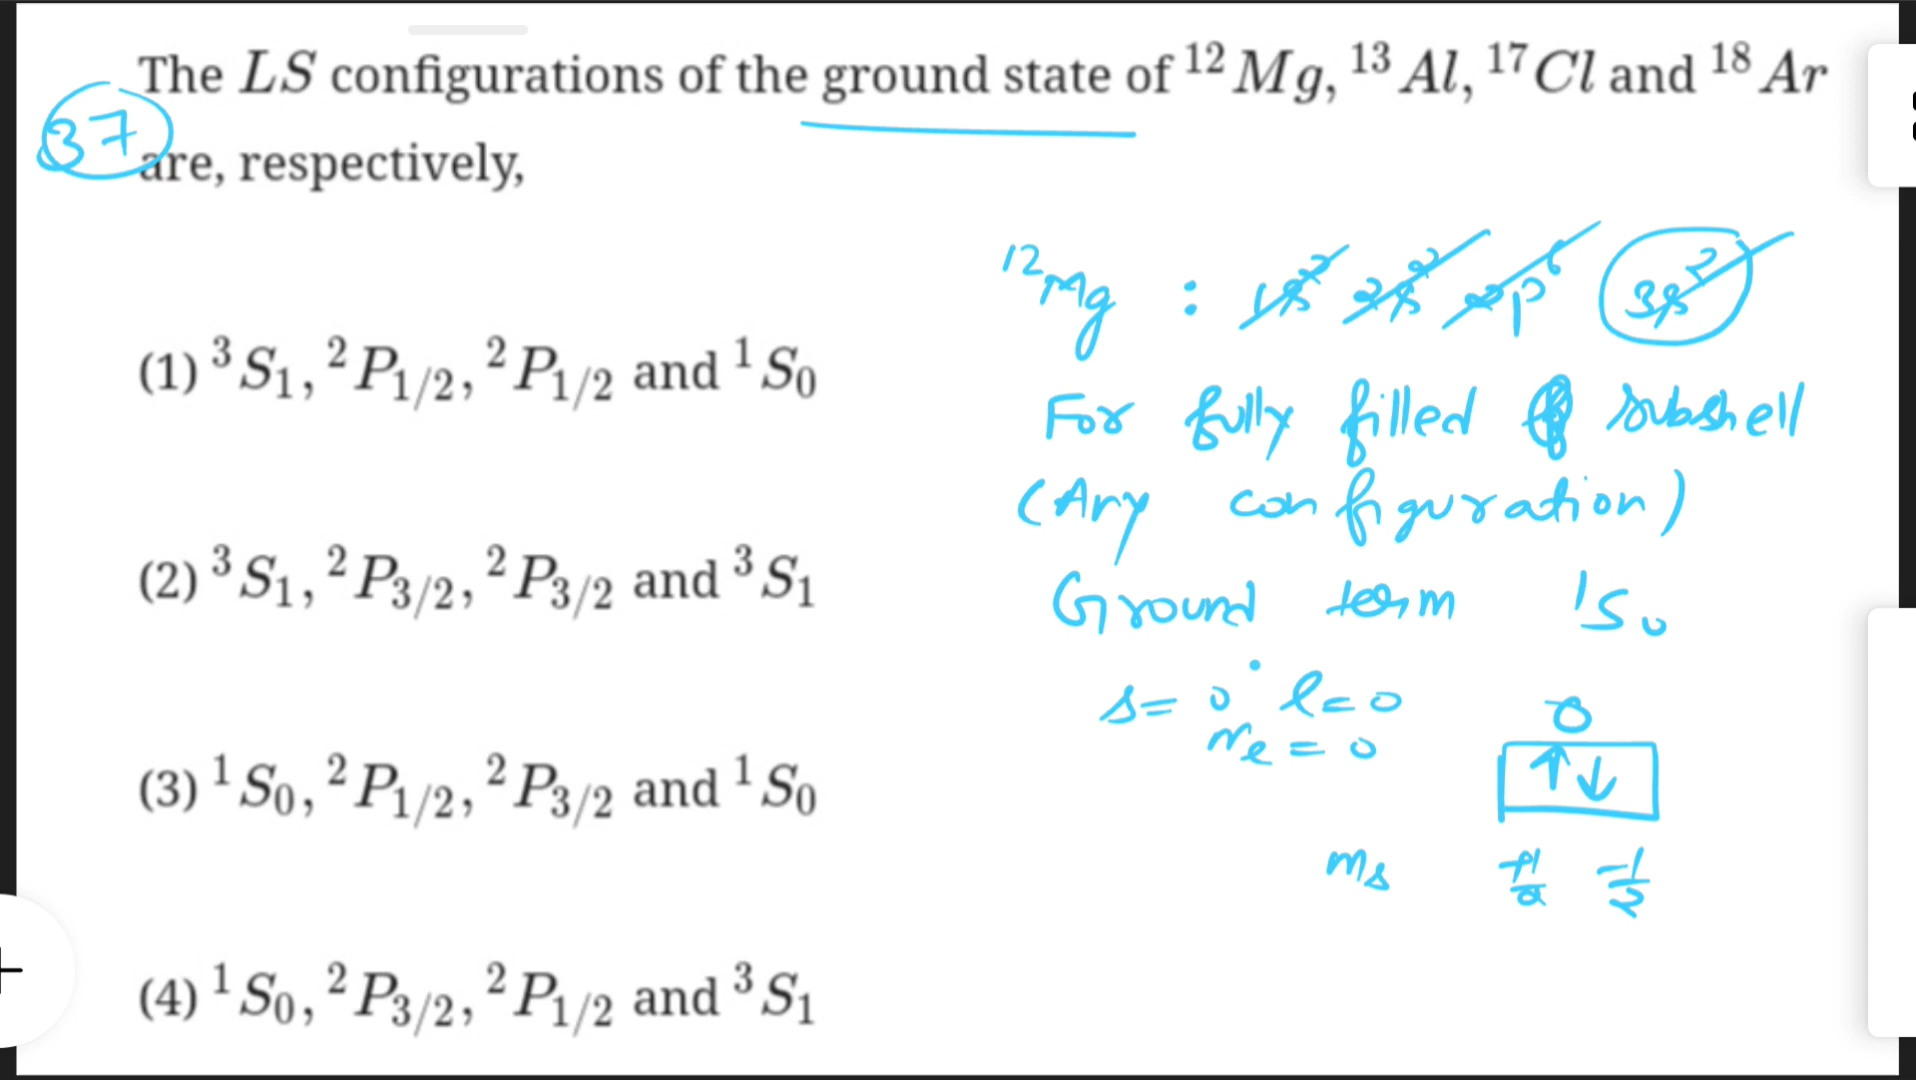 The LS configurations of the ground state of ¹²Mg, ¹³Al, ¹⁷Cl and ¹⁸Ar
37
are, respectively,
¹²Mg : 1s² 2s² 2p⁶ 3s²
(1) ³S₁, ²P₁/₂, ²P₁/₂ and ¹S₀
For fully filled subshell
(Any configuration)
(2) ³S₁, ²P₃/₂, ²P₃/₂ and ³S₁
Ground term ¹S₀
s = 0 l = 0
0
mₑ = 0
(3) ¹S₀, ²P₁/₂, ²P₃/₂ and ¹S₀
↑↓
mₛ +1/2 -1/2
(4) ¹S₀, ²P₃/₂, ²P₁/₂ and ³S₁